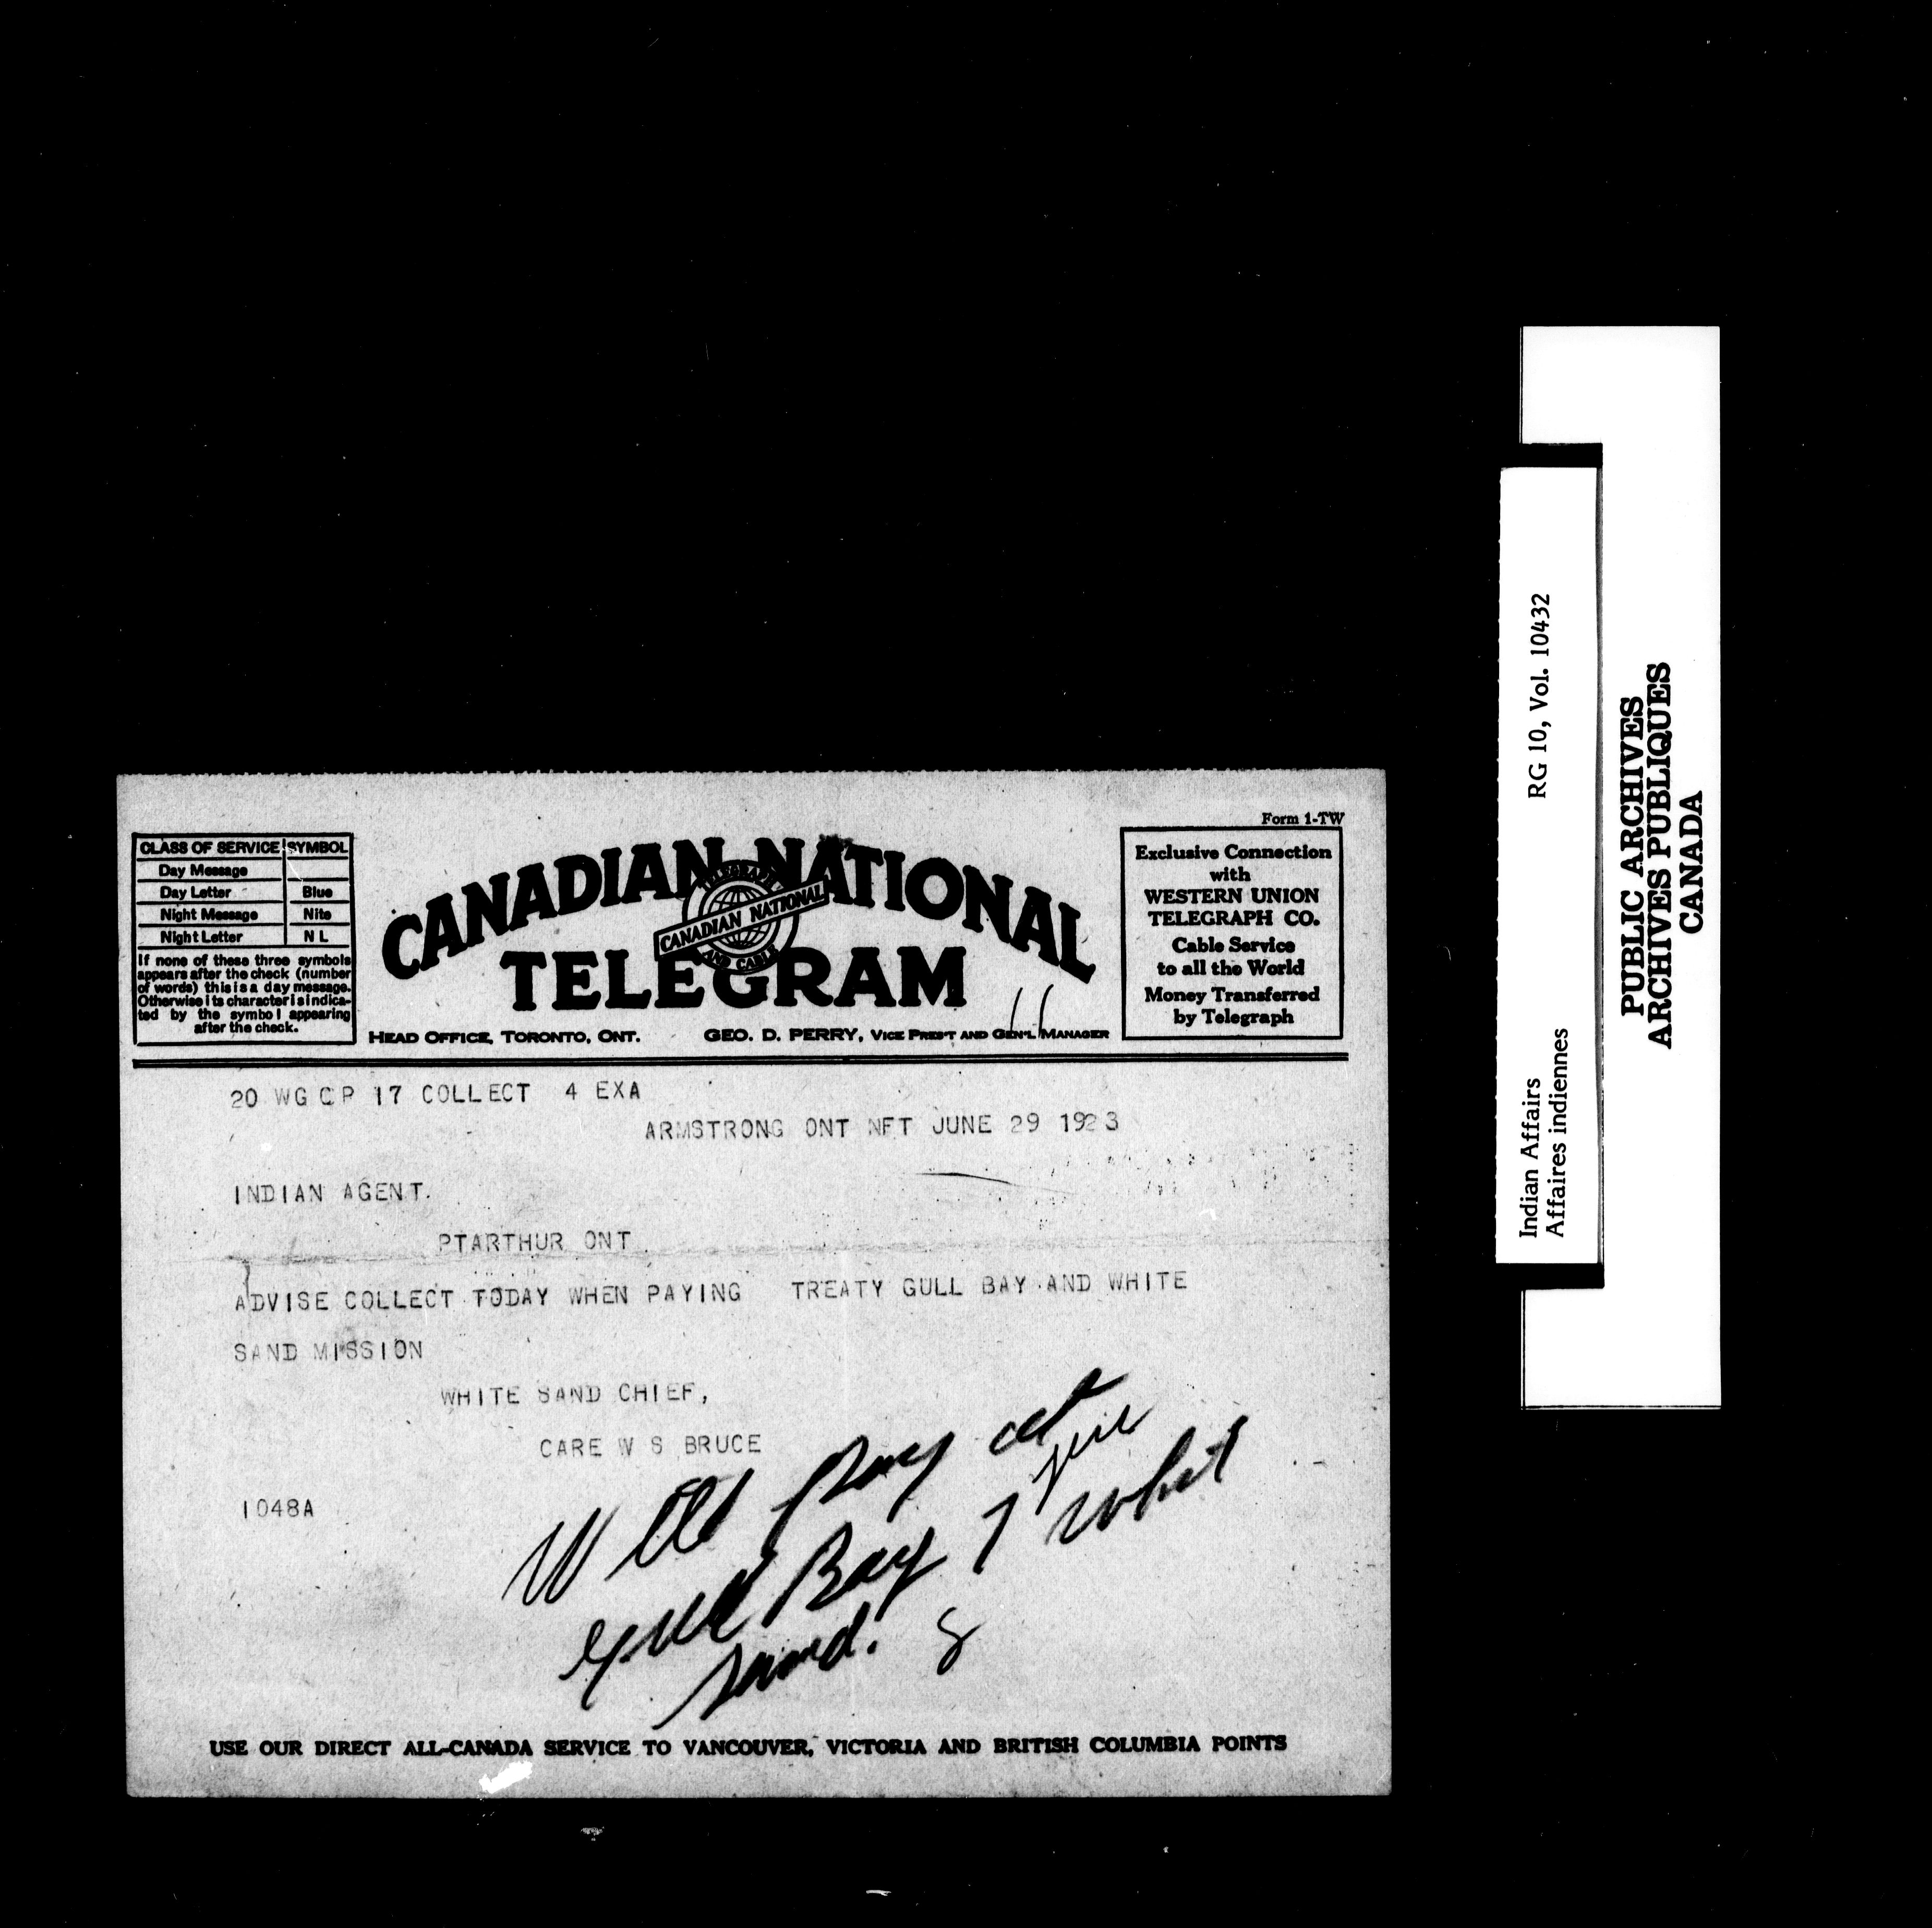 Form 1-TW
CLASS OF SERVICE SYMBOL
Day Message
Day Letter Blue
Night Message Nite
Night Letter N L
If none of these three symbols
appears after the check (number
of words) this is a day message.
Otherwise its character is indica-
ted by the symbol appearing
after the check.
CANADIAN NATIONAL
TELEGRAPH
CANADIAN NATIONAL
AND CABLE
TELEGRAM
HEAD OFFICE, TORONTO, ONT. GEO. D. PERRY, VICE PRES'T AND GEN'L MANAGER
Exclusive Connection
with
WESTERN UNION
TELEGRAPH CO.
Cable Service
to all the World
Money Transferred
by Telegraph
20 WG CP 17 COLLECT 4 EXA
ARMSTRONG ONT NFT JUNE 29 1923
INDIAN AGENT.
PTARTHUR ONT
ADVISE COLLECT TODAY WHEN PAYING TREATY GULL BAY AND WHITE
SAND MISSION
WHITE SAND CHIEF,
CARE W S BRUCE
1048A
Will Pay at
Gull Bay 7 whit
sand.
USE OUR DIRECT ALL-CANADA SERVICE TO VANCOUVER, VICTORIA AND BRITISH COLUMBIA POINTS
Indian Affairs RG 10, Vol. 10432
Affaires indiennes
PUBLIC ARCHIVES
ARCHIVES PUBLIQUES
CANADA